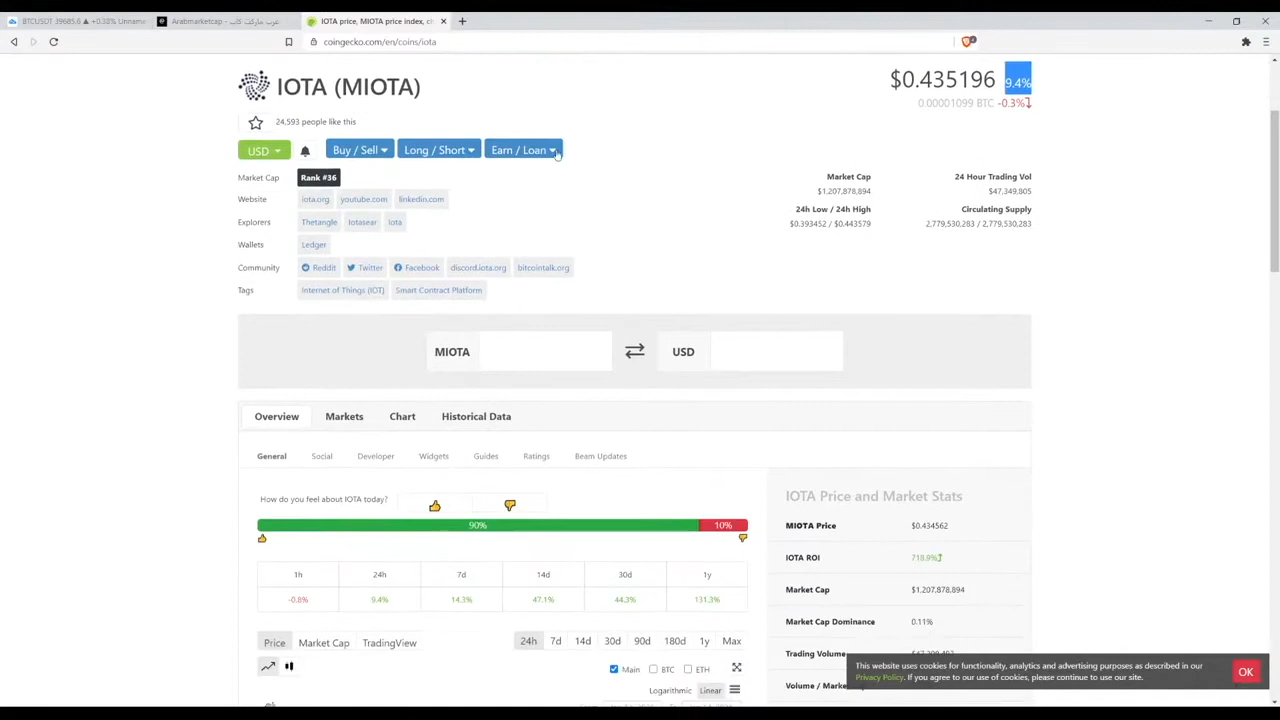 BTCUSDT 39685.6 ▲ +0.38% Unname
Arabmarketcap - عرب ماركت كاب
IOTA price, MIOTA price index, c
coingecko.com/en/coins/iota
IOTA (MIOTA)
$0.435196 9.4%
0.00001099 BTC -0.3%
24,593 people like this
USD
Buy / Sell
Long / Short
Earn / Loan
Market Cap Rank #36
Website iota.org youtube.com linkedin.com
Explorers Thetangle Iotasear Iota
Wallets Ledger
Community Reddit Twitter Facebook discord.iota.org bitcointalk.org
Tags Internet of Things (IOT) Smart Contract Platform
Market Cap 24 Hour Trading Vol
$1,207,878,894 $47,349,805
24h Low / 24h High Circulating Supply
$0.393452 / $0.443579 2,779,530,283 / 2,779,530,283
MIOTA USD
Overview Markets Chart Historical Data
General Social Developer Widgets Guides Ratings Beam Updates
How do you feel about IOTA today?
90% 10%
1h 24h 7d 14d 30d 1y
-0.8% 9.4% 14.3% 47.1% 44.3% 131.3%
Price Market Cap TradingView
24h 7d 14d 30d 90d 180d 1y Max
Main BTC ETH
Logarithmic Linear
IOTA Price and Market Stats
MIOTA Price $0.434562
IOTA ROI 718.9%
Market Cap $1,207,878,894
Market Cap Dominance 0.11%
Trading Volume
Volume /
This website uses cookies for functionality, analytics and advertising purposes as described in our
Privacy Policy. If you agree to our use of cookies, please continue to use our site.
OK